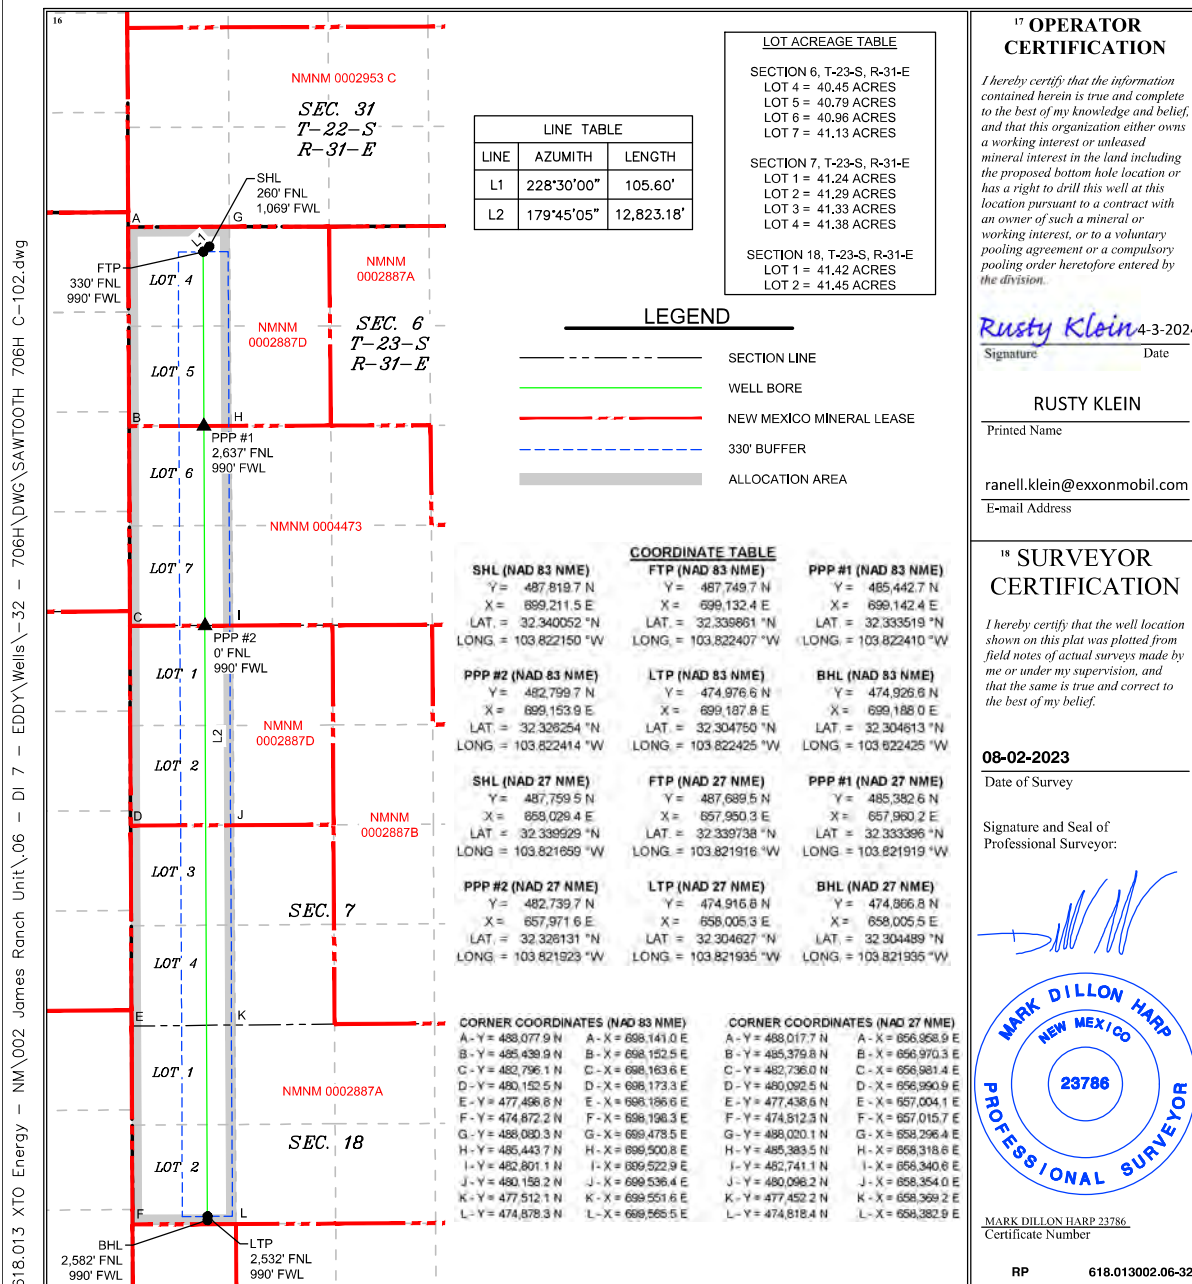 16
NMNM 0002953 C
SEC. 31
T-22-S
R-31-E
SHL
260' FNL
1,069' FWL
A
G
L1
FTP
330' FNL
990' FWL
LOT 4
NMNM
0002887A
NMNM
0002887D
SEC. 6
T-23-S
R-31-E
LOT 5
B
H
PPP #1
2,637' FNL
990' FWL
LOT 6
NMNM 0004473
LOT 7
C
I
PPP #2
0' FNL
990' FWL
LOT 1
L2
NMNM
0002887D
LOT 2
D
J
NMNM
0002887B
LOT 3
SEC. 7
LOT 4
E
K
LOT 1
NMNM 0002887A
SEC. 18
LOT 2
F
L
BHL
2,582' FNL
990' FWL
LTP
2,532' FNL
990' FWL
618.013 XTO Energy - NM\002 James Ranch Unit\.06 - DI 7 - EDDY\Wells\-32 - 706H\DWG\SAWTOOTH 706H C-102.dwg
LINE TABLE
LINE AZUMITH LENGTH
L1 228°30'00" 105.60'
L2 179°45'05" 12,823.18'
LOT ACREAGE TABLE
SECTION 6, T-23-S, R-31-E
LOT 4 = 40.45 ACRES
LOT 5 = 40.79 ACRES
LOT 6 = 40.96 ACRES
LOT 7 = 41.13 ACRES
SECTION 7, T-23-S, R-31-E
LOT 1 = 41.24 ACRES
LOT 2 = 41.29 ACRES
LOT 3 = 41.33 ACRES
LOT 4 = 41.38 ACRES
SECTION 18, T-23-S, R-31-E
LOT 1 = 41.42 ACRES
LOT 2 = 41.45 ACRES
LEGEND
SECTION LINE
WELL BORE
NEW MEXICO MINERAL LEASE
330' BUFFER
ALLOCATION AREA
COORDINATE TABLE
SHL (NAD 83 NME) FTP (NAD 83 NME) PPP #1 (NAD 83 NME)
Y = 487,819.7 N Y = 487,749.7 N Y = 485,442.7 N
X = 699,211.5 E X = 699,132.4 E X = 699,142.4 E
LAT. = 32.340052 °N LAT. = 32.339861 °N LAT. = 32.333519 °N
LONG. = 103.822150 °W LONG. = 103.822407 °W LONG. = 103.822410 °W
PPP #2 (NAD 83 NME) LTP (NAD 83 NME) BHL (NAD 83 NME)
Y = 482,799.7 N Y = 474,976.6 N Y = 474,926.6 N
X = 699,153.9 E X = 699,187.8 E X = 699,188.0 E
LAT. = 32.326254 °N LAT. = 32.304750 °N LAT. = 32.304613 °N
LONG. = 103.822414 °W LONG. = 103.822425 °W LONG. = 103.822425 °W
SHL (NAD 27 NME) FTP (NAD 27 NME) PPP #1 (NAD 27 NME)
Y = 487,759.5 N Y = 487,689.5 N Y = 485,382.6 N
X = 658,029.4 E X = 657,950.3 E X = 657,960.2 E
LAT. = 32.339929 °N LAT. = 32.339738 °N LAT. = 32.333396 °N
LONG. = 103.821659 °W LONG. = 103.821916 °W LONG. = 103.821919 °W
PPP #2 (NAD 27 NME) LTP (NAD 27 NME) BHL (NAD 27 NME)
Y = 482,739.7 N Y = 474,916.8 N Y = 474,866.8 N
X = 657,971.6 E X = 658,005.3 E X = 658,005.5 E
LAT. = 32.326131 °N LAT. = 32.304627 °N LAT. = 32.304489 °N
LONG. = 103.821923 °W LONG. = 103.821935 °W LONG. = 103.821935 °W
CORNER COORDINATES (NAD 83 NME) CORNER COORDINATES (NAD 27 NME)
A - Y = 488,077.9 N A - X = 698,141.0 E A - Y = 488,017.7 N A - X = 656,958.9 E
B - Y = 485,439.9 N B - X = 698,152.5 E B - Y = 485,379.8 N B - X = 656,970.3 E
C - Y = 482,796.1 N C - X = 698,163.6 E C - Y = 482,736.0 N C - X = 656,981.4 E
D - Y = 480,152.5 N D - X = 698,173.3 E D - Y = 480,092.5 N D - X = 656,990.9 E
E - Y = 477,498.6 N E - X = 698,186.6 E E - Y = 477,438.6 N E - X = 657,004.1 E
F - Y = 474,872.2 N F - X = 698,198.3 E F - Y = 474,812.3 N F - X = 657,015.7 E
G - Y = 488,080.3 N G - X = 699,478.5 E G - Y = 488,020.1 N G - X = 658,296.4 E
H - Y = 485,443.7 N H - X = 699,500.8 E H - Y = 485,383.5 N H - X = 658,318.6 E
I - Y = 482,801.1 N I - X = 699,522.9 E I - Y = 482,741.1 N I - X = 658,340.6 E
J - Y = 480,158.2 N J - X = 699,536.4 E J - Y = 480,098.2 N J - X = 658,354.0 E
K - Y = 477,512.1 N K - X = 699,551.6 E K - Y = 477,452.2 N K - X = 658,369.2 E
L - Y = 474,878.3 N L - X = 699,565.5 E L - Y = 474,818.4 N L - X = 658,382.9 E
17 OPERATOR
CERTIFICATION
I hereby certify that the information
contained herein is true and complete
to the best of my knowledge and belief,
and that this organization either owns
a working interest or unleased
mineral interest in the land including
the proposed bottom hole location or
has a right to drill this well at this
location pursuant to a contract with
an owner of such a mineral or
working interest, or to a voluntary
pooling agreement or a compulsory
pooling order heretofore entered by
the division.
Rusty Klein 4-3-2024
Signature Date
RUSTY KLEIN
Printed Name
ranell.klein@exxonmobil.com
E-mail Address
18 SURVEYOR
CERTIFICATION
I hereby certify that the well location
shown on this plat was plotted from
field notes of actual surveys made by
me or under my supervision, and
that the same is true and correct to
the best of my belief.
08-02-2023
Date of Survey
Signature and Seal of
Professional Surveyor:
MARK DILLON HARP
NEW MEXICO
23786
PROFESSIONAL SURVEYOR
MARK DILLON HARP 23786
Certificate Number
RP 618.013002.06-32